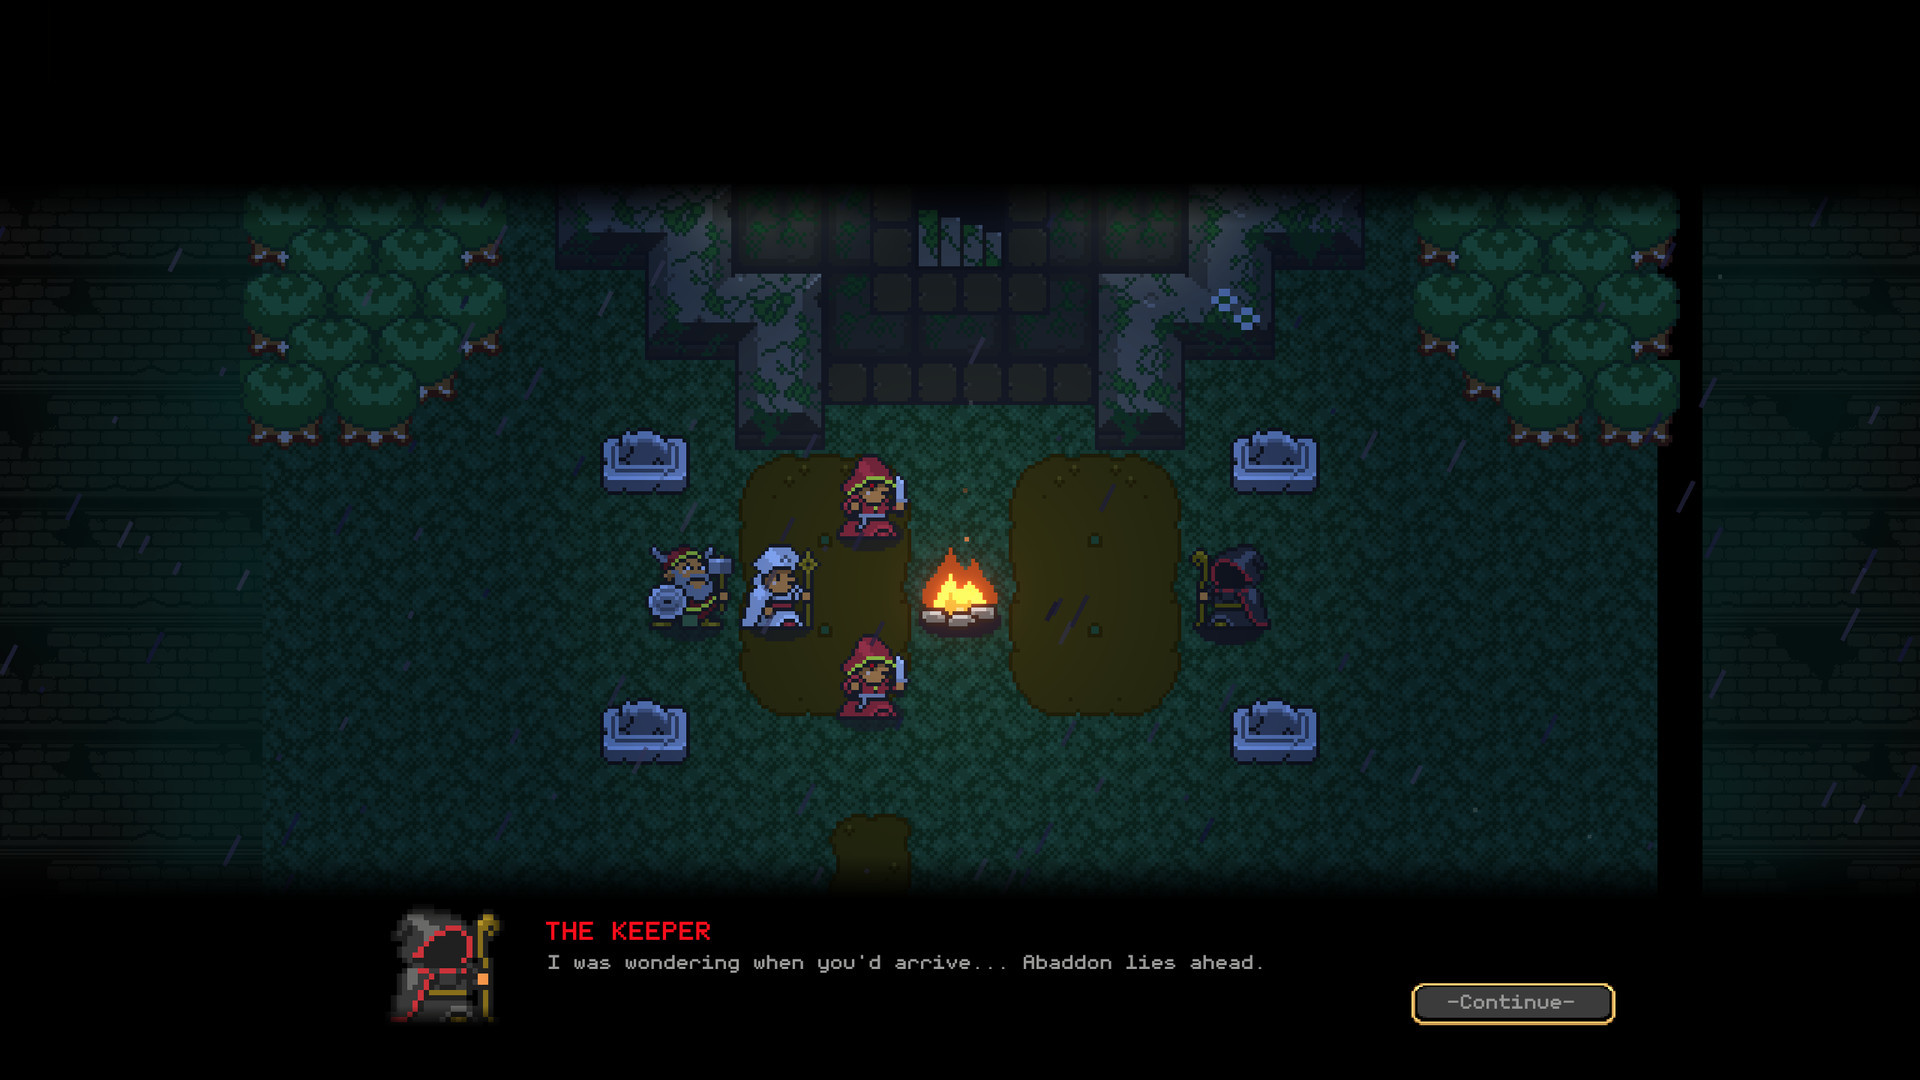 THE KEEPER
I was wondering when you'd arrive... Abaddon lies ahead.
-Continue-